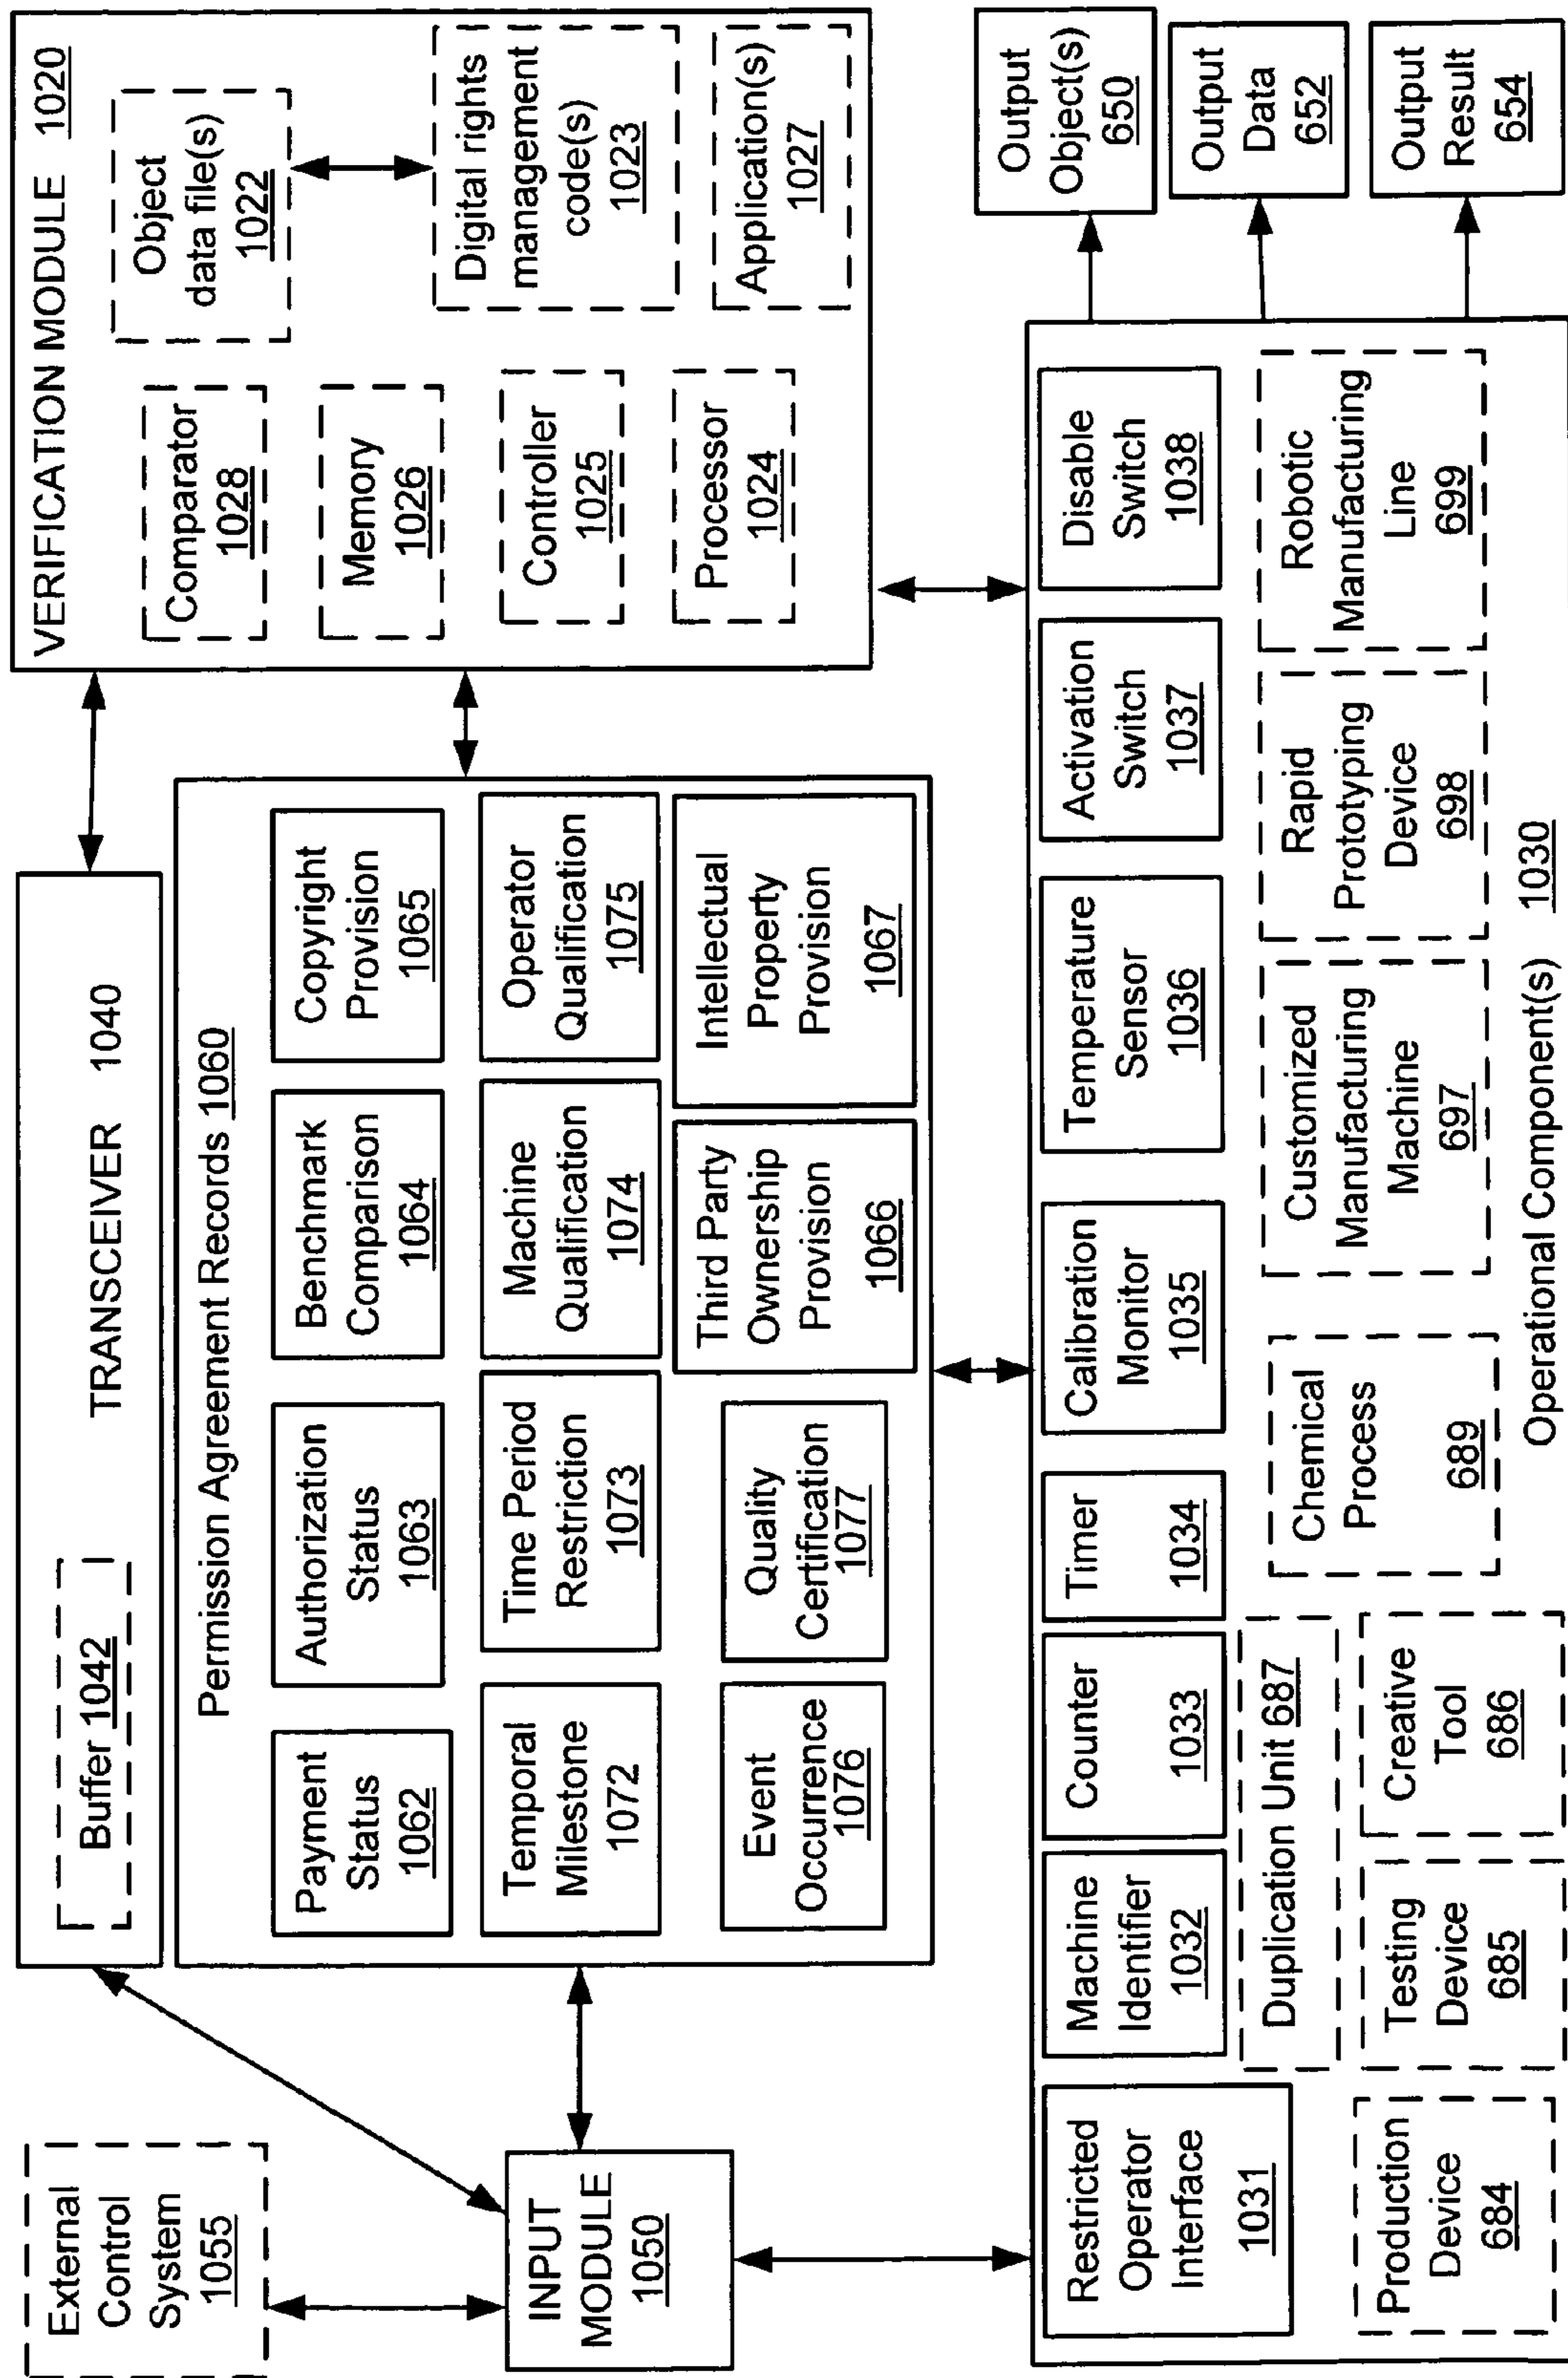 External
Control
System
1055
INPUT
MODULE
1050
Buffer 1042
TRANSCEIVER 1040
Permission Agreement Records 1060
Payment
Status
1062
Authorization
Status
1063
Benchmark
Comparison
1064
Copyright
Provision
1065
Temporal
Milestone
1072
Time Period
Restriction
1073
Machine
Qualification
1074
Operator
Qualification
1075
Event
Occurrence
1076
Quality
Certification
1077
Third Party
Ownership
Provision
1066
Intellectual
Property
Provision
1067
VERIFICATION MODULE 1020
Comparator
1028
Object
data file(s)
1022
Memory
1026
Controller
1025
Digital rights
management
code(s)
1023
Processor
1024
Application(s)
1027
Restricted
Operator
Interface
1031
Machine
Identifier
1032
Counter
1033
Timer
1034
Calibration
Monitor
1035
Temperature
Sensor
1036
Activation
Switch
1037
Disable
Switch
1038
Duplication Unit 687
Production
Device
684
Testing
Device
685
Creative
Tool
686
Chemical
Process
689
Customized
Manufacturing
Machine
697
Rapid
Prototyping
Device
698
Robotic
Manufacturing
Line
699
Operational Component(s) 1030
Output
Object(s)
650
Output
Data
652
Output
Result
654